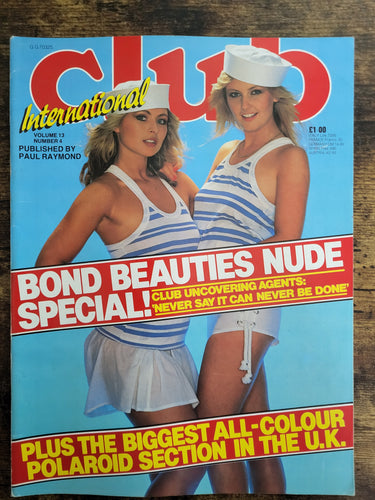 G.G.70325
club
International
VOLUME 13
NUMBER 4
PUBLISHED BY
PAUL RAYMOND
£1·00
BOND BEAUTIES NUDE
SPECIAL!
CLUB UNCOVERING AGENTS:
'NEVER SAY IT CAN NEVER BE DONE'
PLUS THE BIGGEST ALL-COLOUR
POLAROID SECTION IN THE U.K.